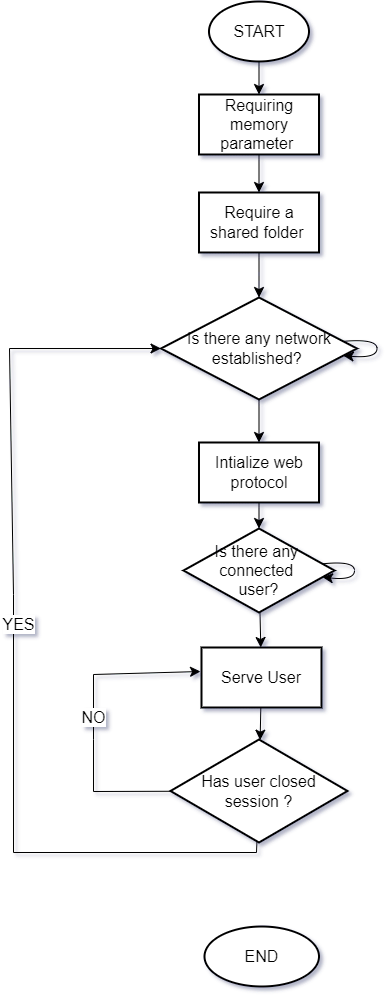 START
Requiring
memory
parameter
Require a
shared folder
Is there any network
established?
Intialize web
protocol
Is there any
connected
user?
YES
Serve User
NO
Has user closed
session ?
END